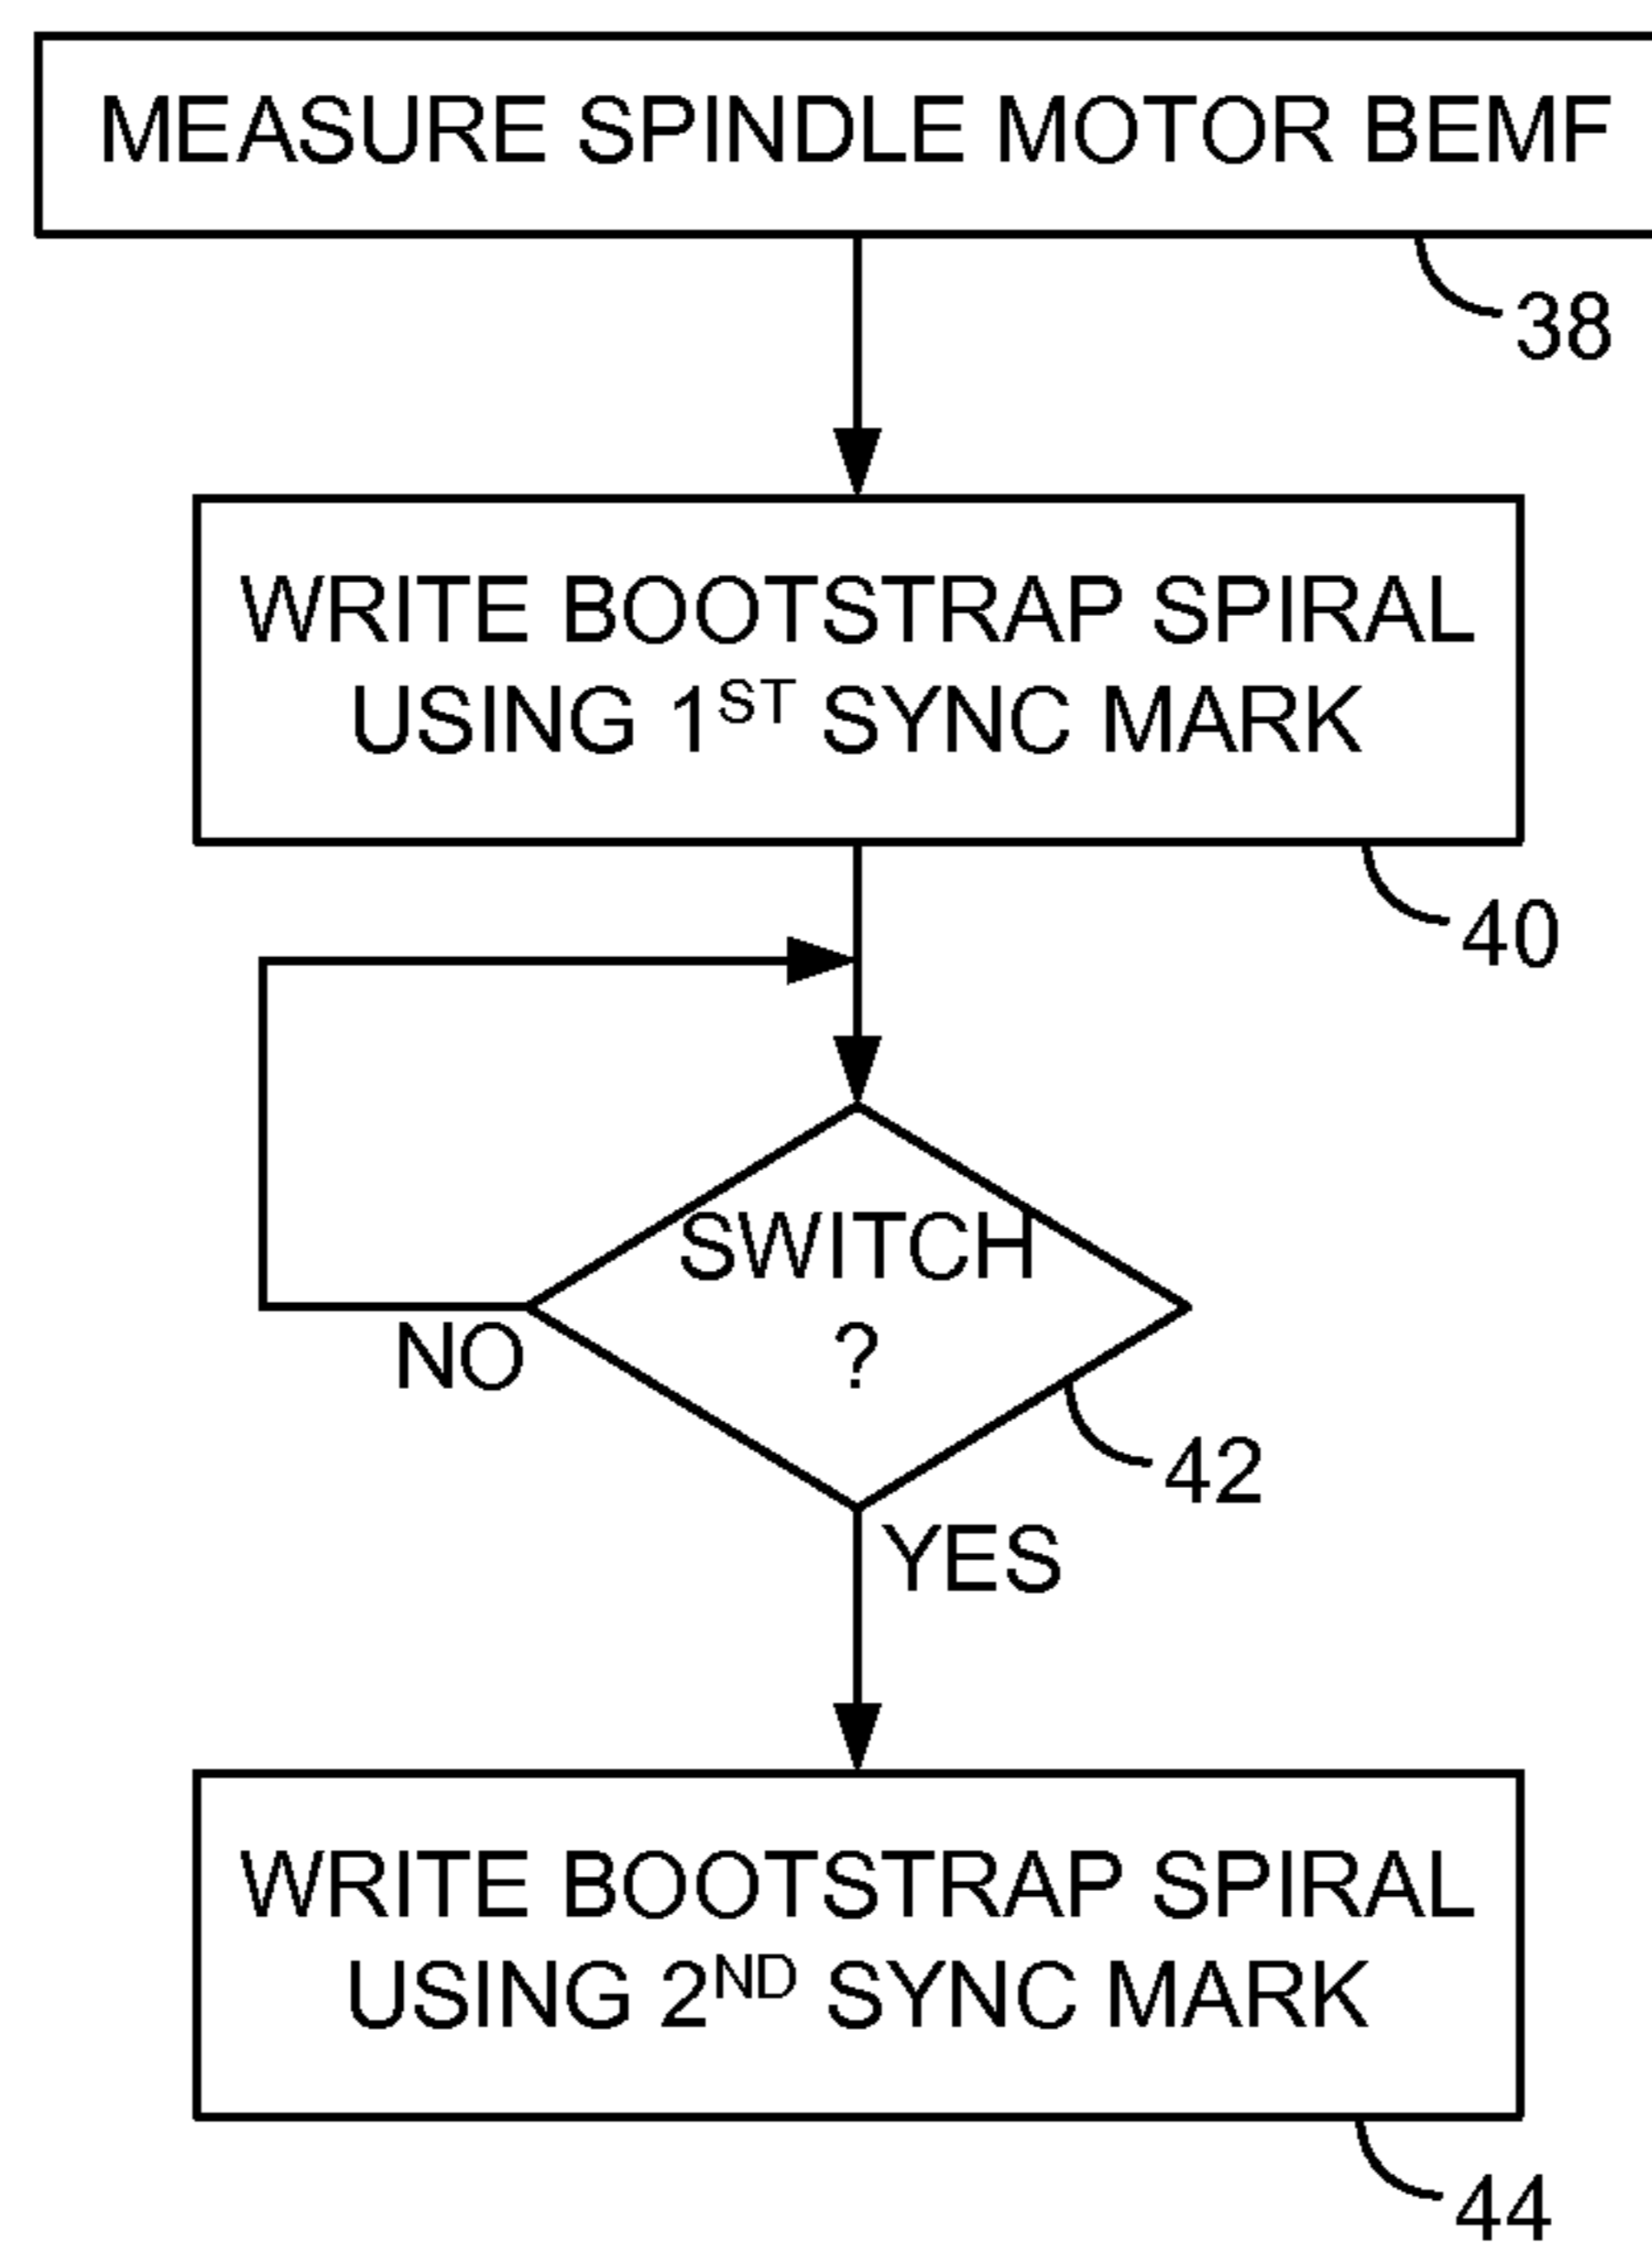 MEASURE SPINDLE MOTOR BEMF
38
WRITE BOOTSTRAP SPIRAL
USING 1ST SYNC MARK
40
SWITCH
?
NO
42
YES
WRITE BOOTSTRAP SPIRAL
USING 2ND SYNC MARK
44